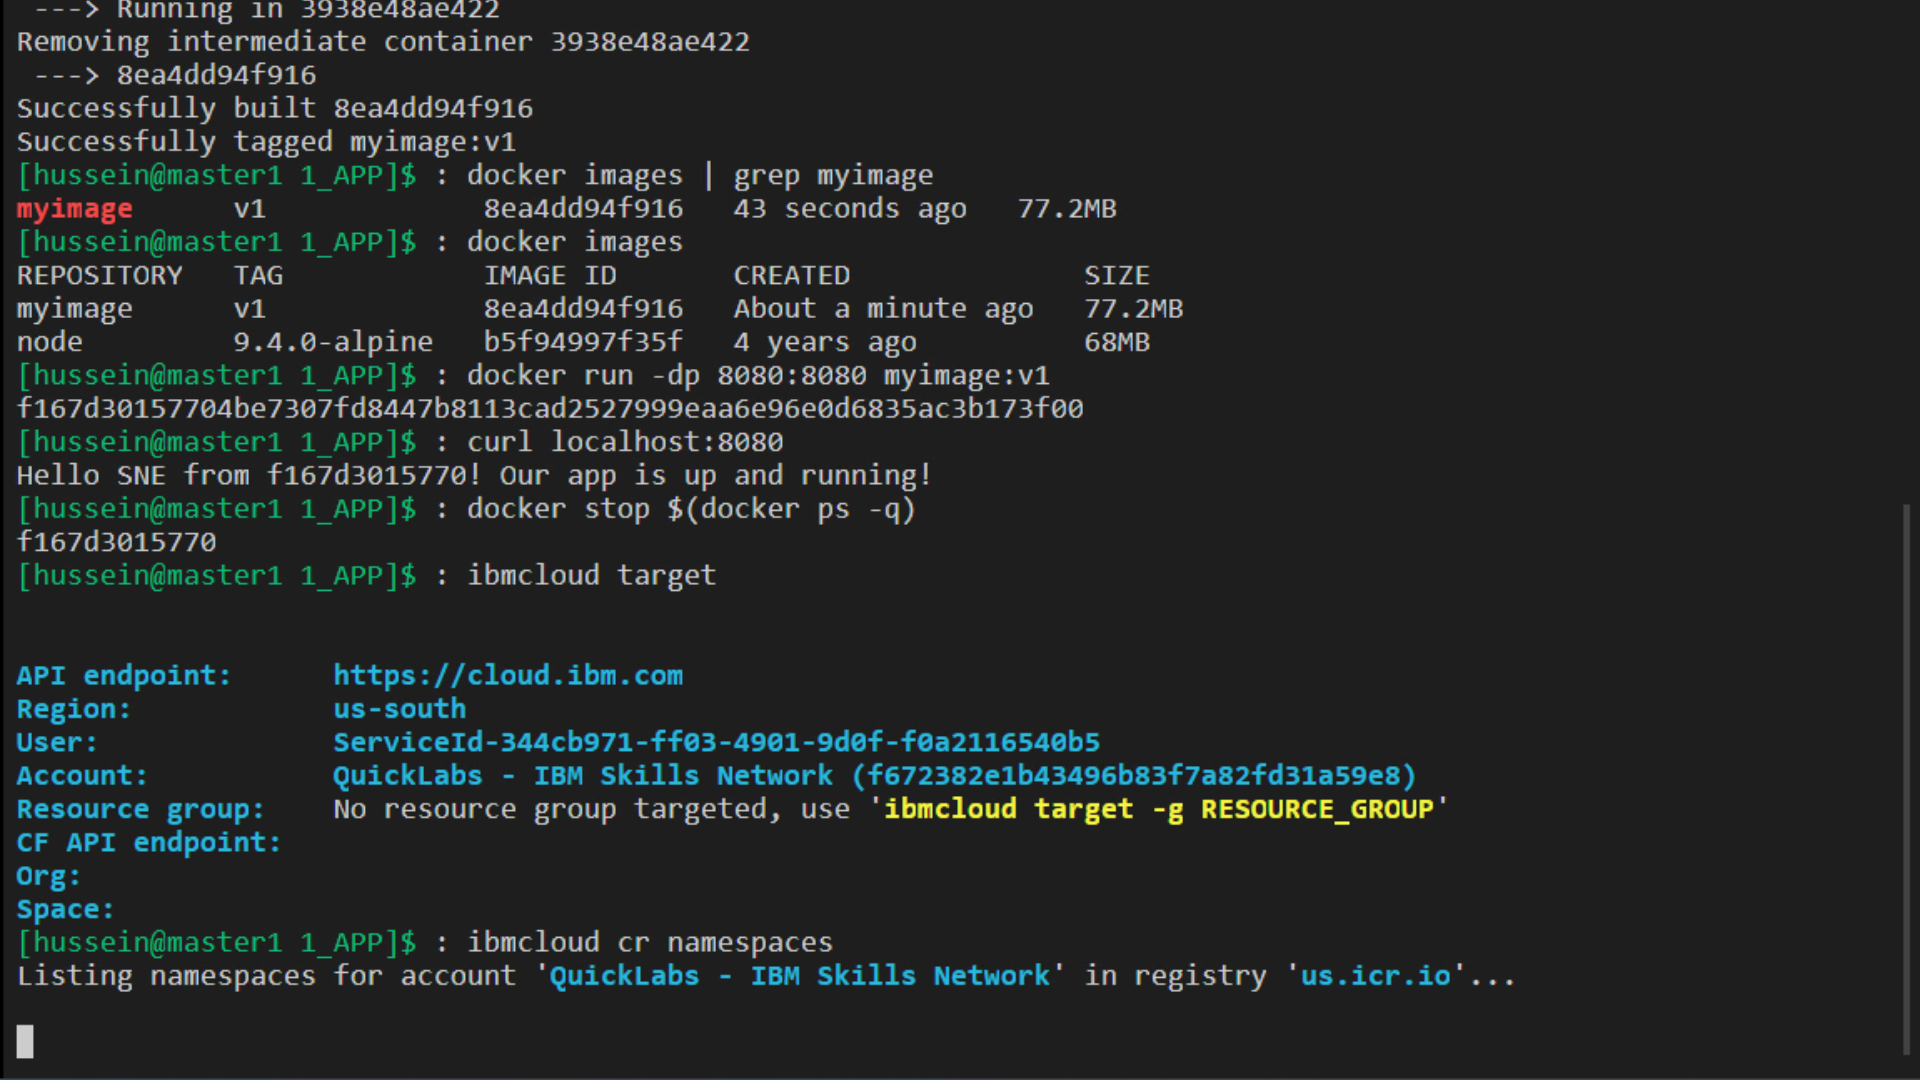 ---> Running in 3938e48ae422
Removing intermediate container 3938e48ae422
---> 8ea4dd94f916
Successfully built 8ea4dd94f916
Successfully tagged myimage:v1
[hussein@master1 1_APP]$ : docker images | grep myimage
myimage      v1             8ea4dd94f916   43 seconds ago   77.2MB
[hussein@master1 1_APP]$ : docker images
REPOSITORY   TAG            IMAGE ID       CREATED              SIZE
myimage      v1             8ea4dd94f916   About a minute ago   77.2MB
node         9.4.0-alpine   b5f94997f35f   4 years ago          68MB
[hussein@master1 1_APP]$ : docker run -dp 8080:8080 myimage:v1
f167d30157704be7307fd8447b8113cad2527999eaa6e96e0d6835ac3b173f00
[hussein@master1 1_APP]$ : curl localhost:8080
Hello SNE from f167d3015770! Our app is up and running!
[hussein@master1 1_APP]$ : docker stop $(docker ps -q)
f167d3015770
[hussein@master1 1_APP]$ : ibmcloud target
API endpoint:      https://cloud.ibm.com
Region:            us-south
User:              ServiceId-344cb971-ff03-4901-9d0f-f0a2116540b5
Account:           QuickLabs - IBM Skills Network (f672382e1b43496b83f7a82fd31a59e8)
Resource group:    No resource group targeted, use 'ibmcloud target -g RESOURCE_GROUP'
CF API endpoint:
Org:
Space:
[hussein@master1 1_APP]$ : ibmcloud cr namespaces
Listing namespaces for account 'QuickLabs - IBM Skills Network' in registry 'us.icr.io'...